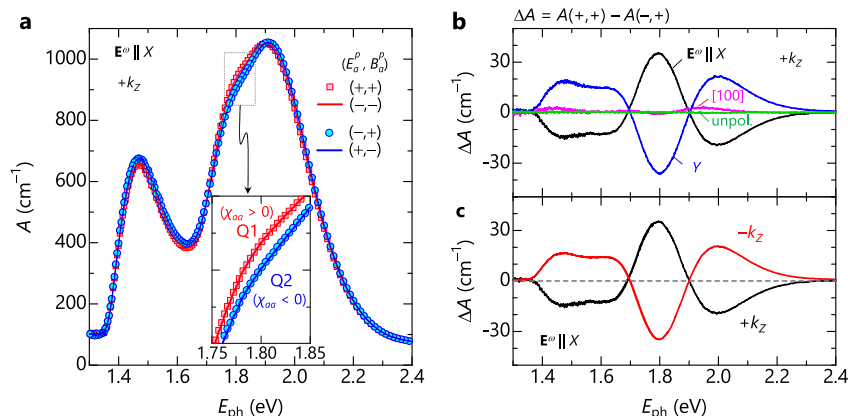 a
E^ω ∥ X
+k_Z
(E_a^p, B_a^p)
(+,+)
(−,−)
(−,+)
(+,−)
(χ_aa > 0)
Q1
Q2
(χ_aa < 0)
1.75
1.80
1.85
1000
800
600
400
200
0
A (cm⁻¹)
1.4
1.6
1.8
2.0
2.2
2.4
E_ph (eV)
b
ΔA = A(+,+) − A(−,+)
E^ω ∥ X
+k_Z
[100]
unpol.
Y
30
0
-30
ΔA (cm⁻¹)
c
−k_Z
+k_Z
E^ω ∥ X
30
0
-30
ΔA (cm⁻¹)
1.4
1.6
1.8
2.0
2.2
2.4
E_ph (eV)